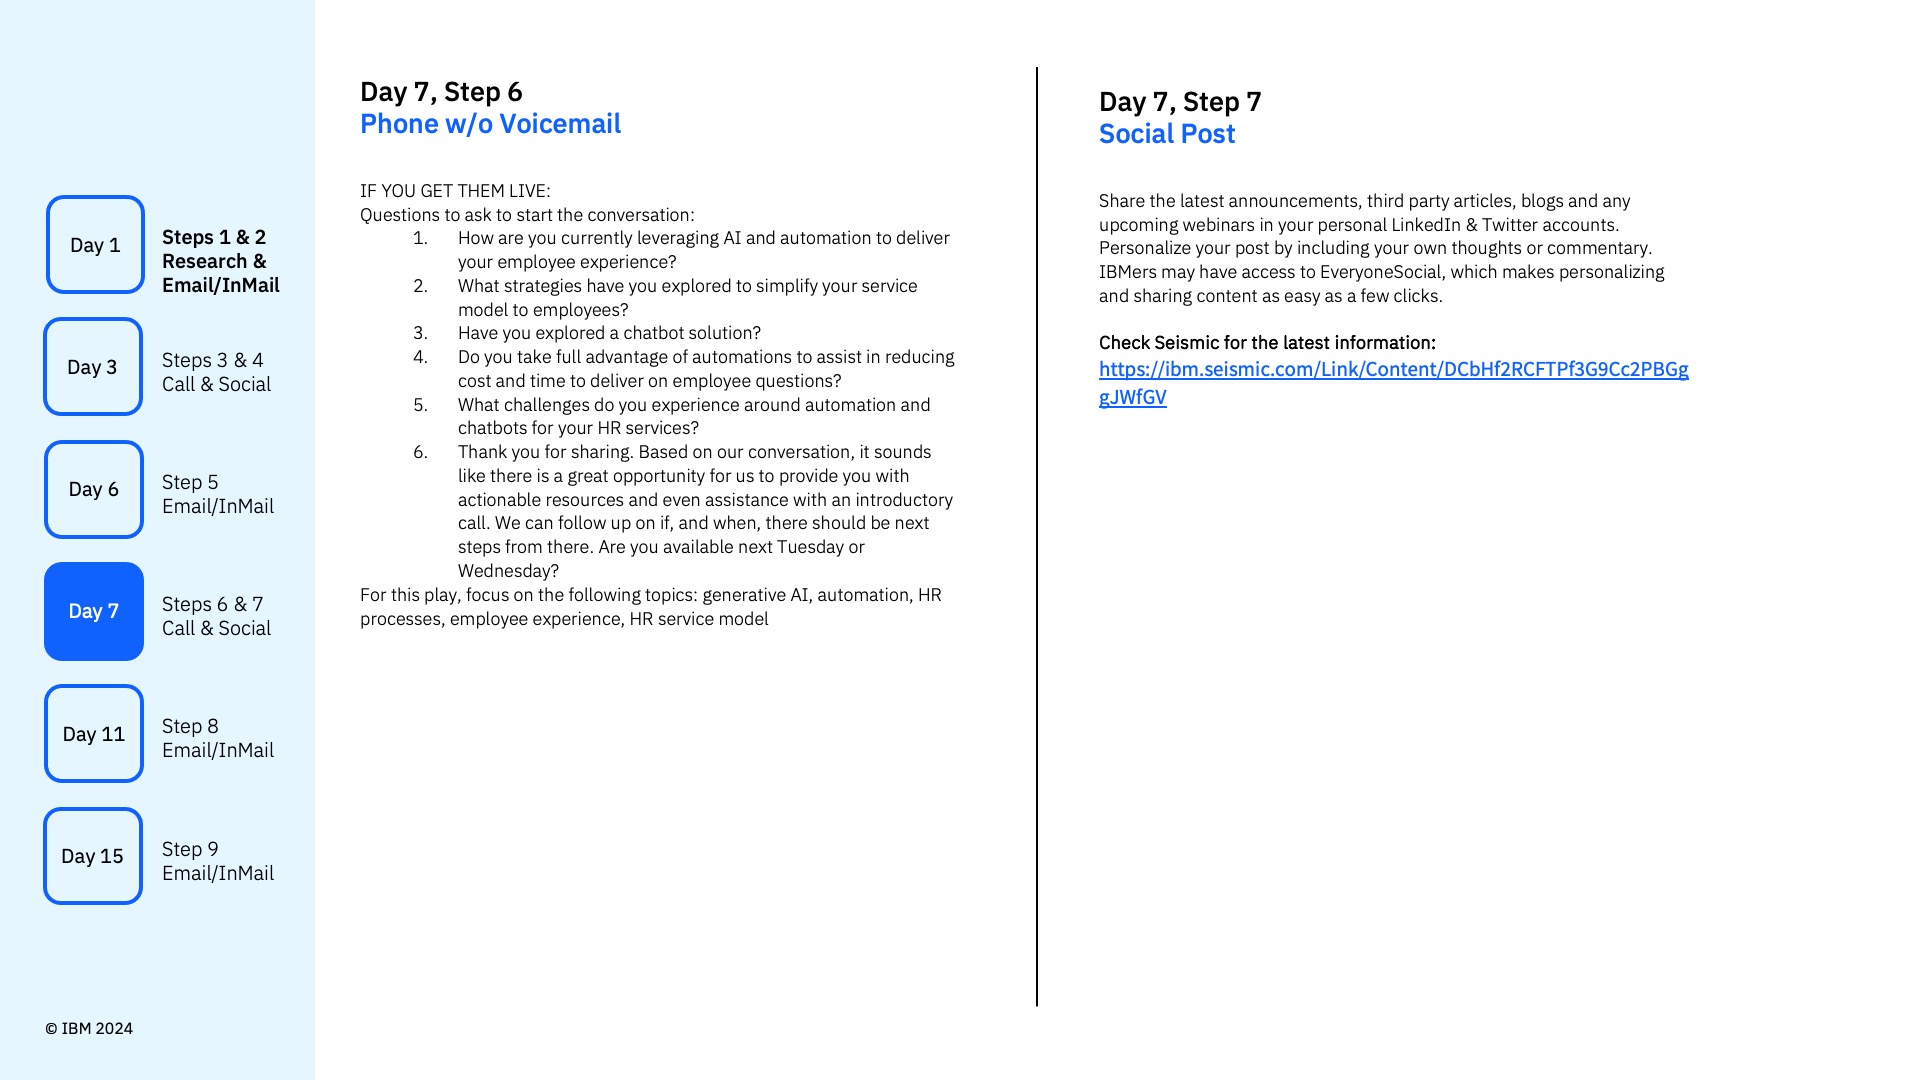 Day 1
Steps 1 & 2
Research &
Email/InMail
Day 3
Steps 3 & 4
Call & Social
Day 6
Step 5
Email/InMail
Day 7
Steps 6 & 7
Call & Social
Day 11
Step 8
Email/InMail
Day 15
Step 9
Email/InMail
© IBM 2024
Day 7, Step 6
Phone w/o Voicemail
IF YOU GET THEM LIVE:
Questions to ask to start the conversation:
1. How are you currently leveraging AI and automation to deliver
your employee experience?
2. What strategies have you explored to simplify your service
model to employees?
3. Have you explored a chatbot solution?
4. Do you take full advantage of automations to assist in reducing
cost and time to deliver on employee questions?
5. What challenges do you experience around automation and
chatbots for your HR services?
6. Thank you for sharing. Based on our conversation, it sounds
like there is a great opportunity for us to provide you with
actionable resources and even assistance with an introductory
call. We can follow up on if, and when, there should be next
steps from there. Are you available next Tuesday or
Wednesday?
For this play, focus on the following topics: generative AI, automation, HR
processes, employee experience, HR service model
Day 7, Step 7
Social Post
Share the latest announcements, third party articles, blogs and any
upcoming webinars in your personal LinkedIn & Twitter accounts.
Personalize your post by including your own thoughts or commentary.
IBMers may have access to EveryoneSocial, which makes personalizing
and sharing content as easy as a few clicks.
Check Seismic for the latest information:
https://ibm.seismic.com/Link/Content/DCbHf2RCFTPf3G9Cc2PBGg
gJWfGV